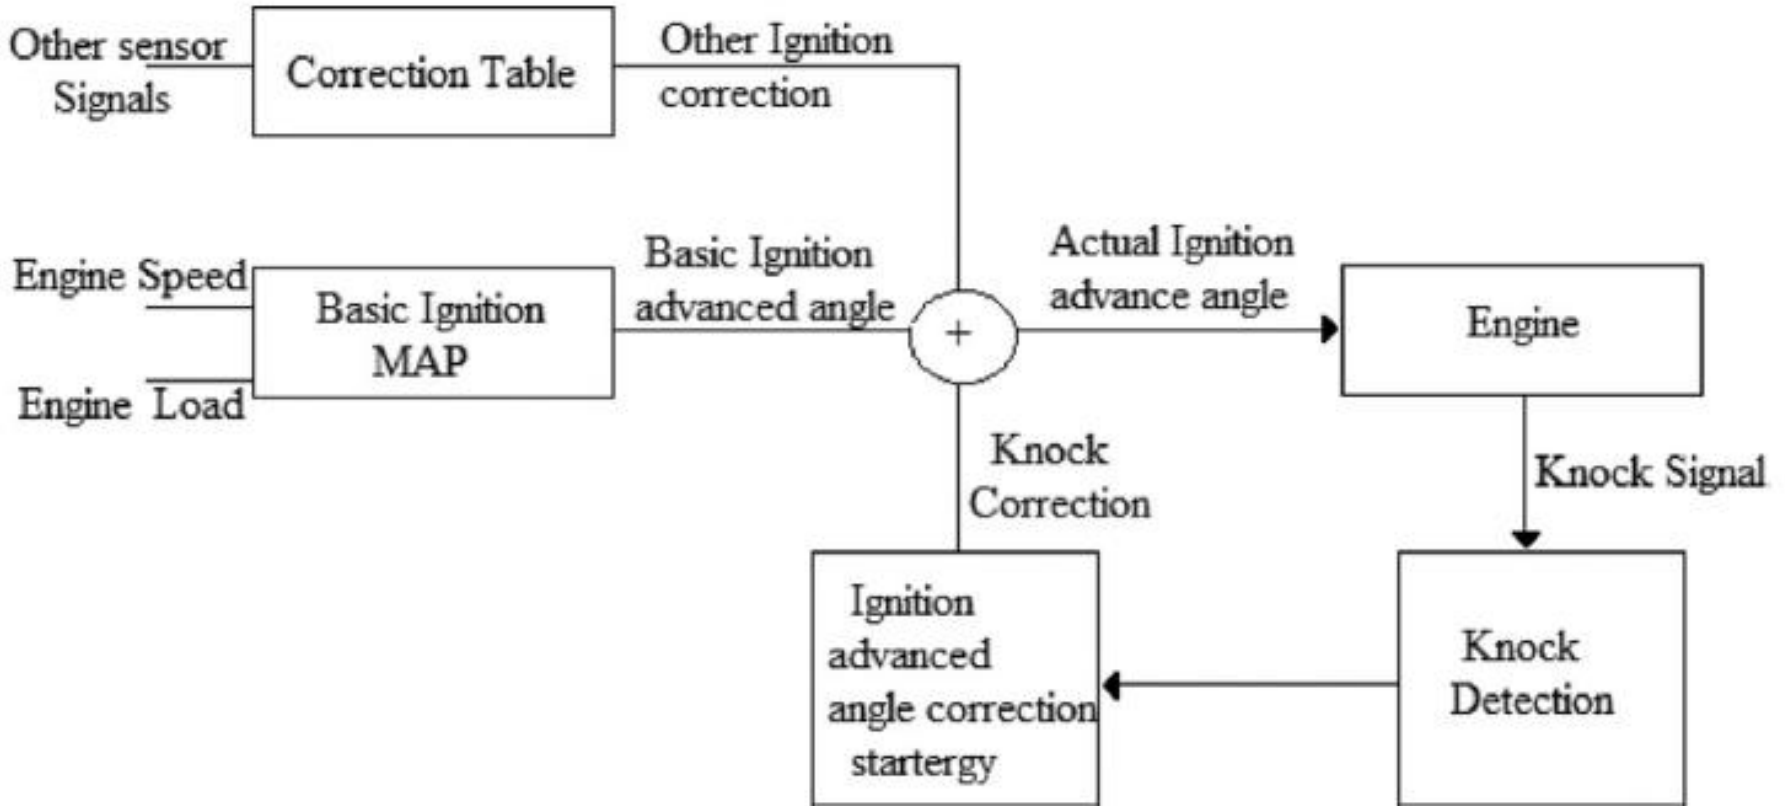 Other sensor
Signals
Correction Table
Other Ignition
correction
Engine Speed
Engine Load
Basic Ignition
MAP
Basic Ignition
advanced angle
+
Actual Ignition
advance angle
Engine
Knock Signal
Knock
Detection
Knock
Correction
Ignition
advanced
angle correction
startergy